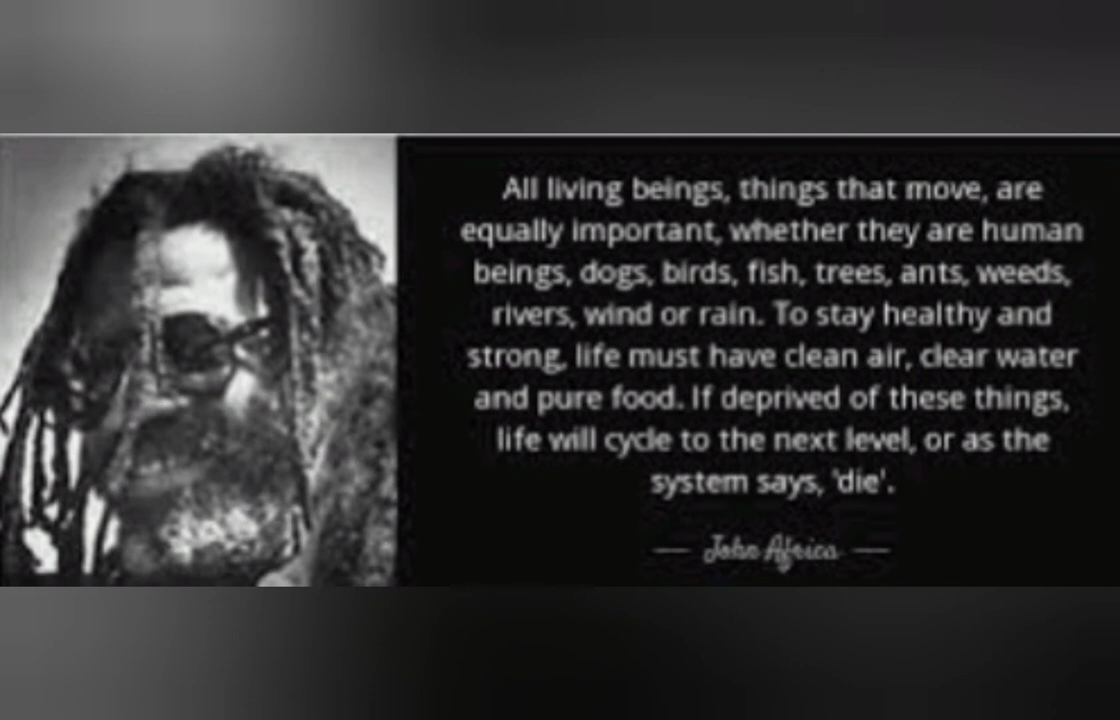 All living beings, things that move, are
equally important, whether they are human
beings, dogs, birds, fish, trees, ants, weeds,
rivers, wind or rain. To stay healthy and
strong, life must have clean air, clear water
and pure food. If deprived of these things,
life will cycle to the next level, or as the
system says, 'die'.
— John Africa —